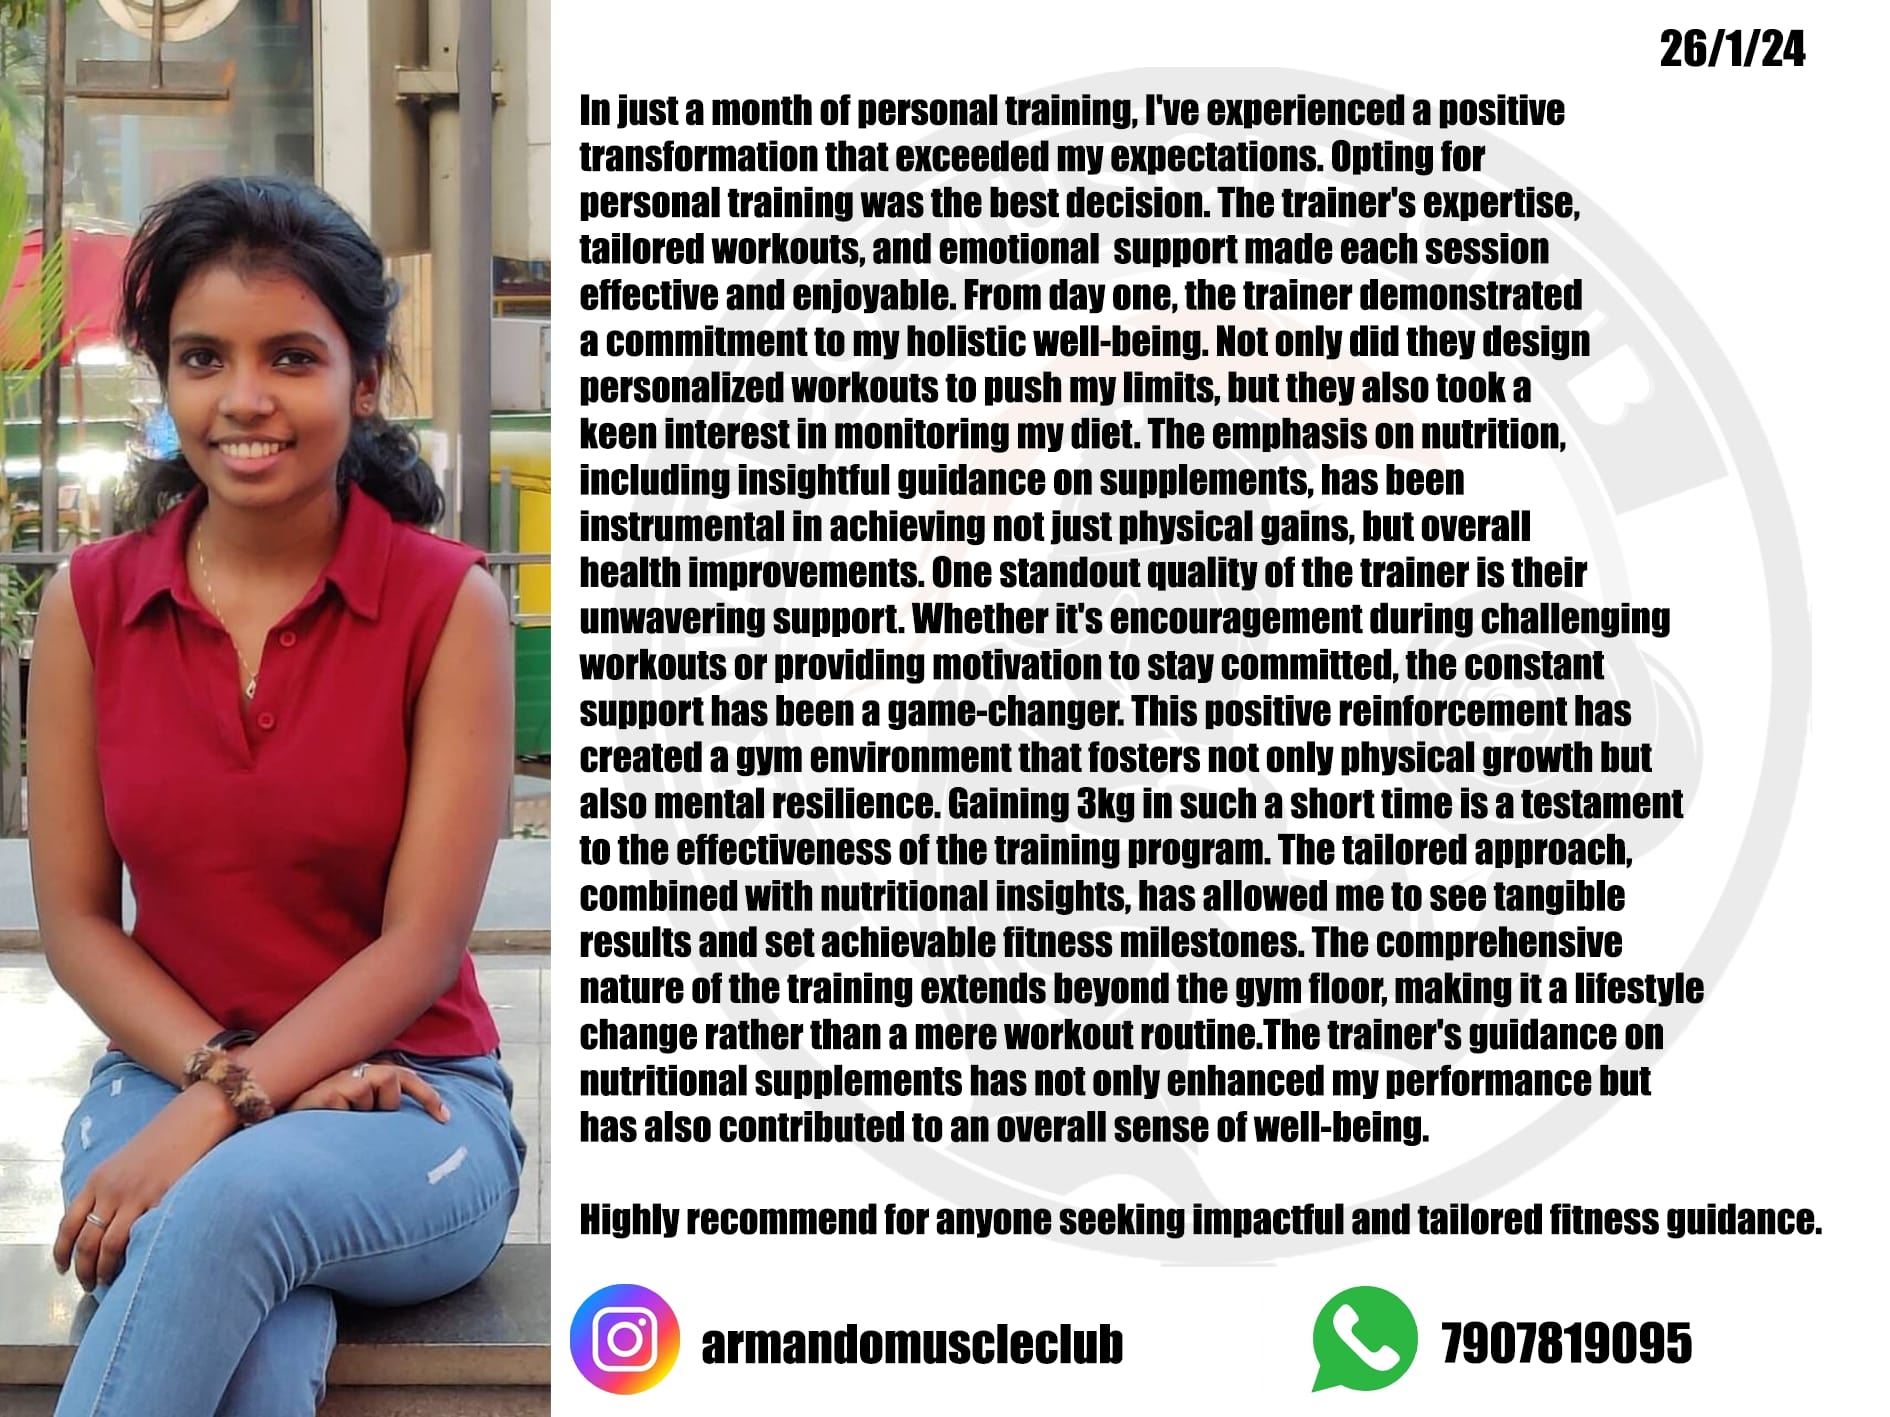 26/1/24
In just a month of personal training, I've experienced a positive
transformation that exceeded my expectations. Opting for
personal training was the best decision. The trainer's expertise,
tailored workouts, and emotional  support made each session
effective and enjoyable. From day one, the trainer demonstrated
a commitment to my holistic well-being. Not only did they design
personalized workouts to push my limits, but they also took a
keen interest in monitoring my diet. The emphasis on nutrition,
including insightful guidance on supplements, has been
instrumental in achieving not just physical gains, but overall
health improvements. One standout quality of the trainer is their
unwavering support. Whether it's encouragement during challenging
workouts or providing motivation to stay committed, the constant
support has been a game-changer. This positive reinforcement has
created a gym environment that fosters not only physical growth but
also mental resilience. Gaining 3kg in such a short time is a testament
to the effectiveness of the training program. The tailored approach,
combined with nutritional insights, has allowed me to see tangible
results and set achievable fitness milestones. The comprehensive
nature of the training extends beyond the gym floor, making it a lifestyle
change rather than a mere workout routine.The trainer's guidance on
nutritional supplements has not only enhanced my performance but
has also contributed to an overall sense of well-being.
Highly recommend for anyone seeking impactful and tailored fitness guidance.
armandomuscleclub
7907819095